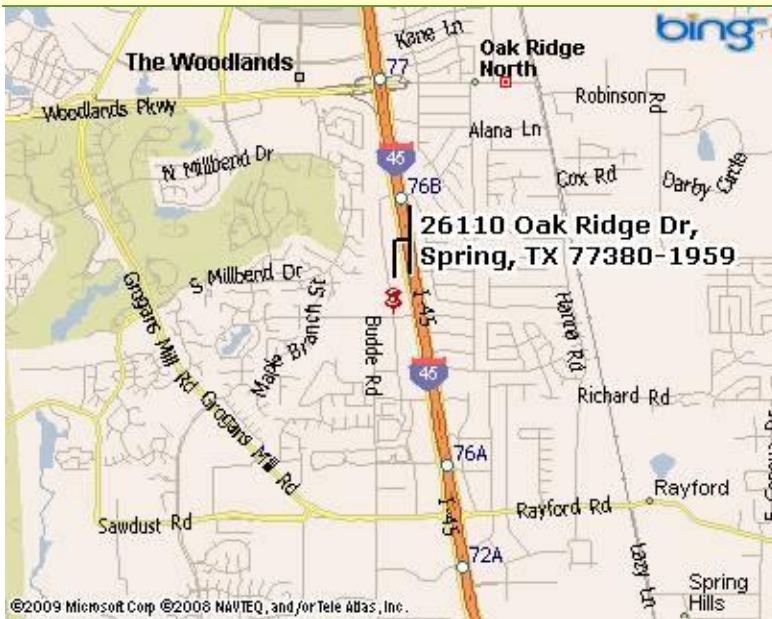 bing
Kane Ln
Oak Ridge
North
The Woodlands
77
Woodlands Pkwy
Robinson Rd
Alana Ln
45
N Millbend Dr
76B
Cox Rd
Darby Circle
26110 Oak Ridge Dr,
Spring, TX 77380-1959
S Millbend Dr
Grogans Mill Rd
Maple Branch St
Budde Rd
I-45
Hanna Rd
45
Richard Rd
Grogans Mill Rd
76A
Rayford
Rayford Rd
Sawdust Rd
I-45
72A
Lazy Ln
Spring
Hills
©2009 Microsoft Corp ©2008 NAVTEQ, and/or Tele Atlas, Inc.